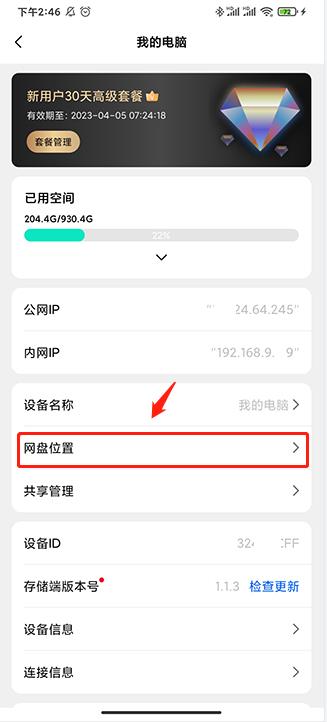 下午2:46
72
我的电脑
新用户30天高级套餐
有效期至：2023-04-05 07:24:18
套餐管理
已用空间
204.4G/930.4G
22%
公网IP
24.64.245"
内网IP
"192.168.9. 9"
设备名称
我的电脑
网盘位置
共享管理
设备ID
存储端版本号
1.1.3
检查更新
设备信息
连接信息